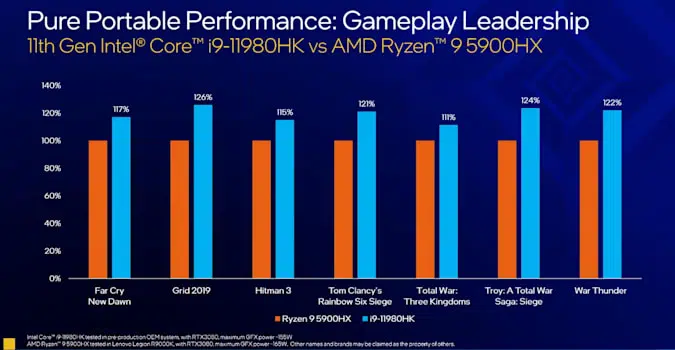 Pure Portable Performance: Gameplay Leadership
11th Gen Intel® Core™ i9-11980HK vs AMD Ryzen™ 9 5900HX
140%
120%
100%
80%
60%
40%
20%
0%
117%
126%
115%
121%
111%
124%
122%
Far Cry
New Dawn
Grid 2019
Hitman 3
Tom Clancy's
Rainbow Six Siege
Total War:
Three Kingdoms
Troy: A Total War
Saga: Siege
War Thunder
Ryzen 9 5900HX
i9-11980HK
Intel Core™ i9-11980HK tested in pre-production OEM system, with RTX3080, maximum GFX power ~155W
AMD Ryzen™ 9 5900HX tested in Lenovo Legion R9000K, with RTX3080, maximum GFX power ~165W. Other names and brands may be claimed as the property of others.